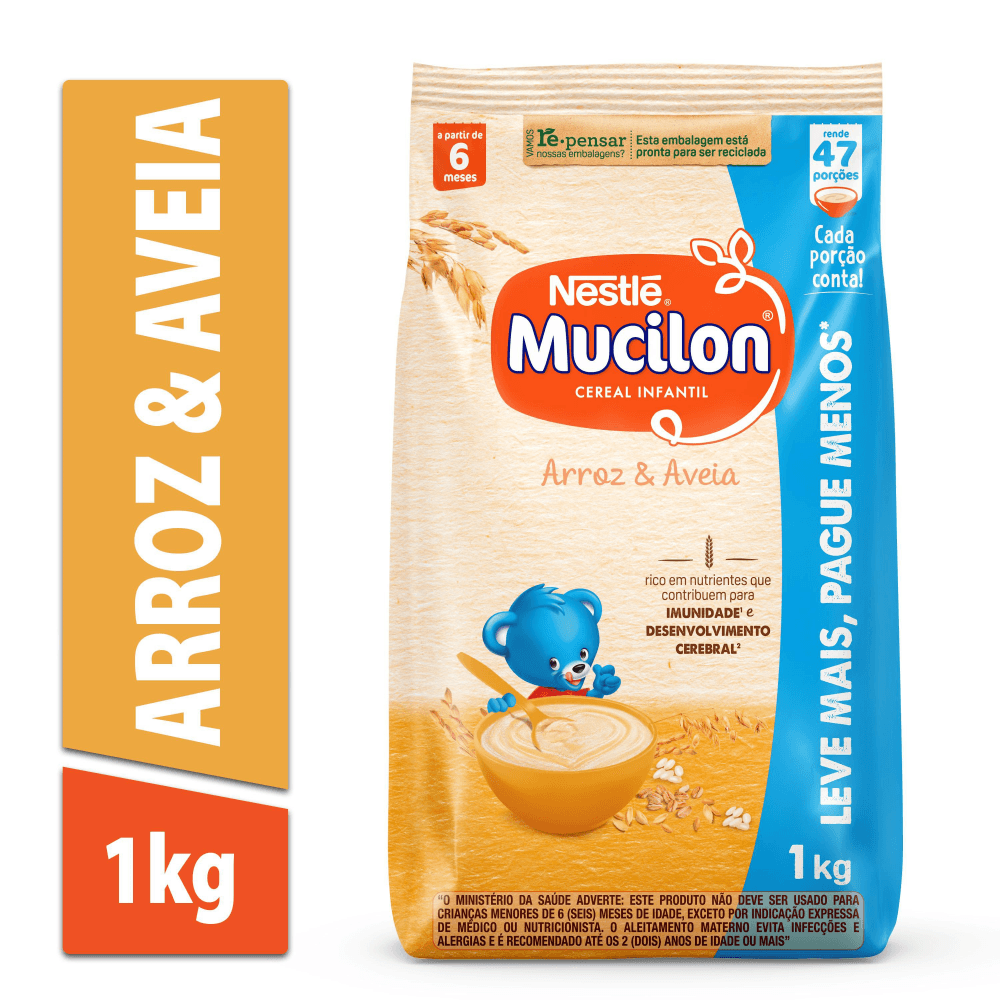 ARROZ & AVEIA
1kg
a partir de
6
meses
VAMOS
re-pensar
nossas embalagens?
Esta embalagem está
pronta para ser reciclada
rende
47
porções
Cada
porção
conta!
Nestlé®
Mucilon®
CEREAL INFANTIL
Arroz & Aveia
rico em nutrientes que
contribuem para
IMUNIDADE¹ e
DESENVOLVIMENTO
CEREBRAL²
LEVE MAIS, PAGUE MENOS*
1kg
"O MINISTÉRIO DA SAÚDE ADVERTE: ESTE PRODUTO NÃO DEVE SER USADO PARA
CRIANÇAS MENORES DE 6 (SEIS) MESES DE IDADE, EXCETO POR INDICAÇÃO EXPRESSA
DE MÉDICO OU NUTRICIONISTA. O ALEITAMENTO MATERNO EVITA INFECÇÕES E
ALERGIAS E É RECOMENDADO ATÉ OS 2 (DOIS) ANOS DE IDADE OU MAIS"